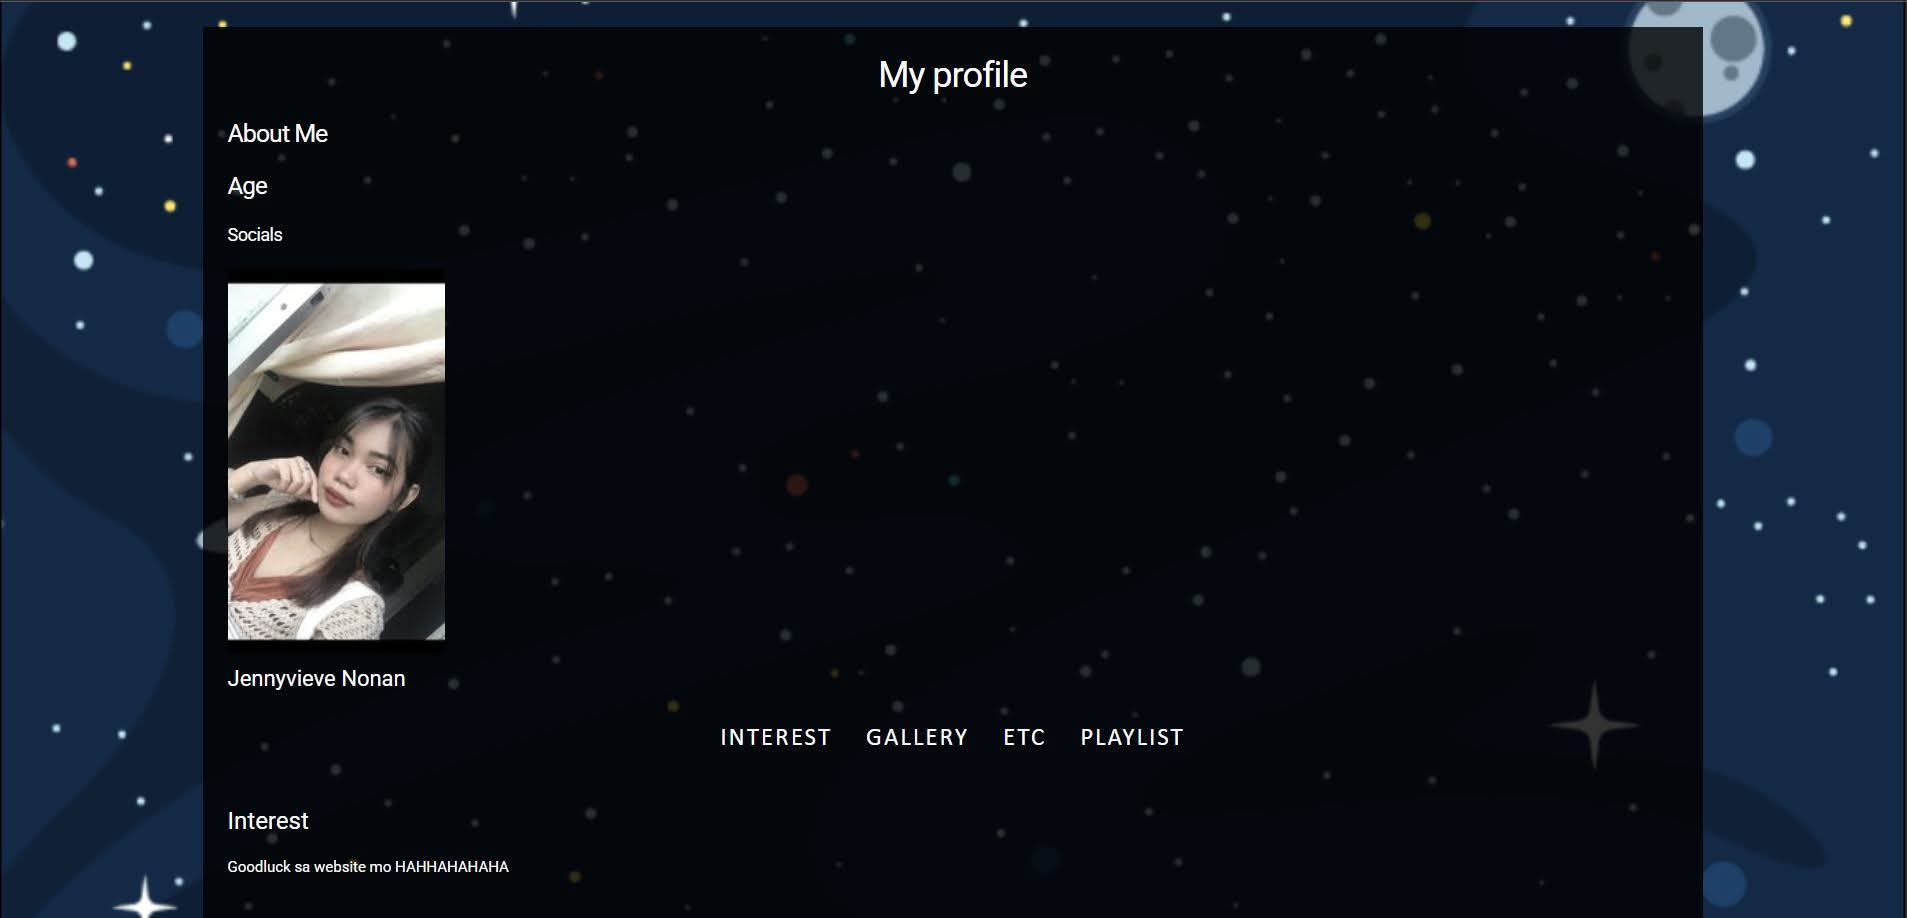 My profile
About Me
Age
Socials
Jennyvieve Nonan
INTEREST GALLERY ETC PLAYLIST
Interest
Goodluck sa website mo HAHHAHAHAHA